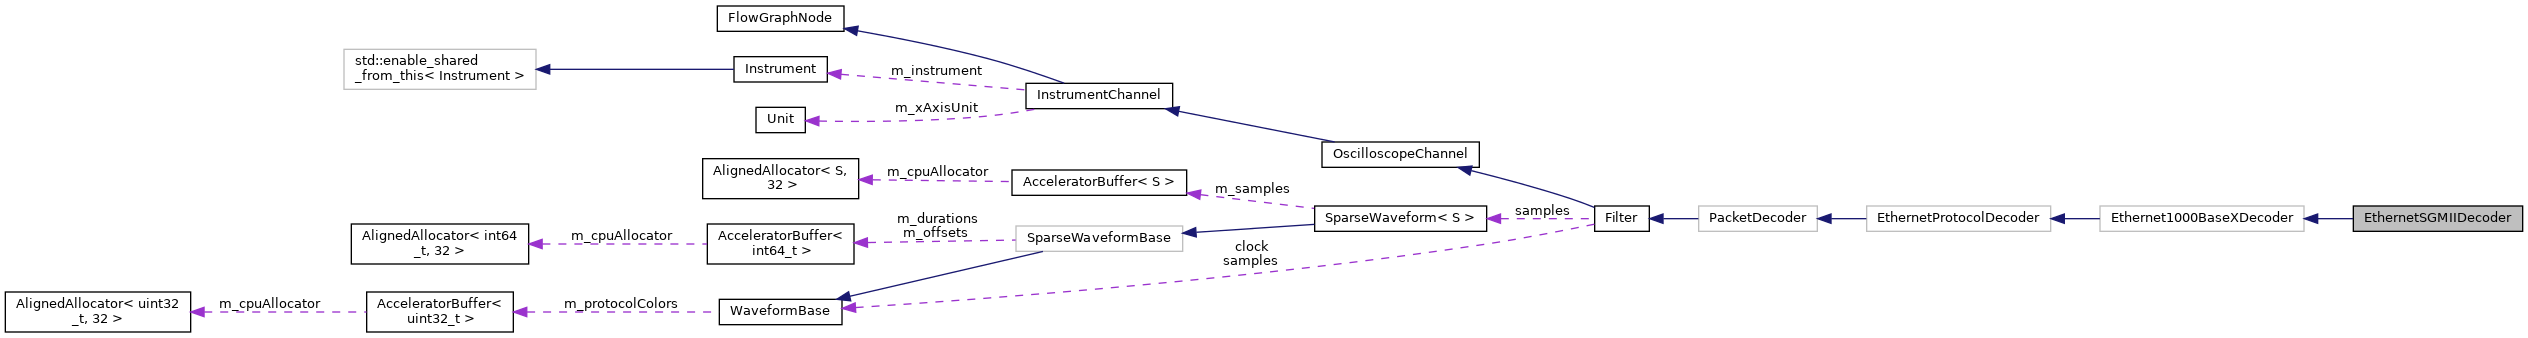 FlowGraphNode
std::enable_shared
_from_this< Instrument >
Instrument
m_instrument
InstrumentChannel
m_xAxisUnit
Unit
OscilloscopeChannel
AlignedAllocator< S,
32 >
m_cpuAllocator
AcceleratorBuffer< S >
m_samples
SparseWaveform< S >
samples
Filter
PacketDecoder
EthernetProtocolDecoder
Ethernet1000BaseXDecoder
EthernetSGMIIDecoder
AlignedAllocator< int64
_t, 32 >
m_cpuAllocator
AcceleratorBuffer<
int64_t >
m_durations
m_offsets
SparseWaveformBase
clock
samples
AlignedAllocator< uint32
_t, 32 >
m_cpuAllocator
AcceleratorBuffer<
uint32_t >
m_protocolColors
WaveformBase